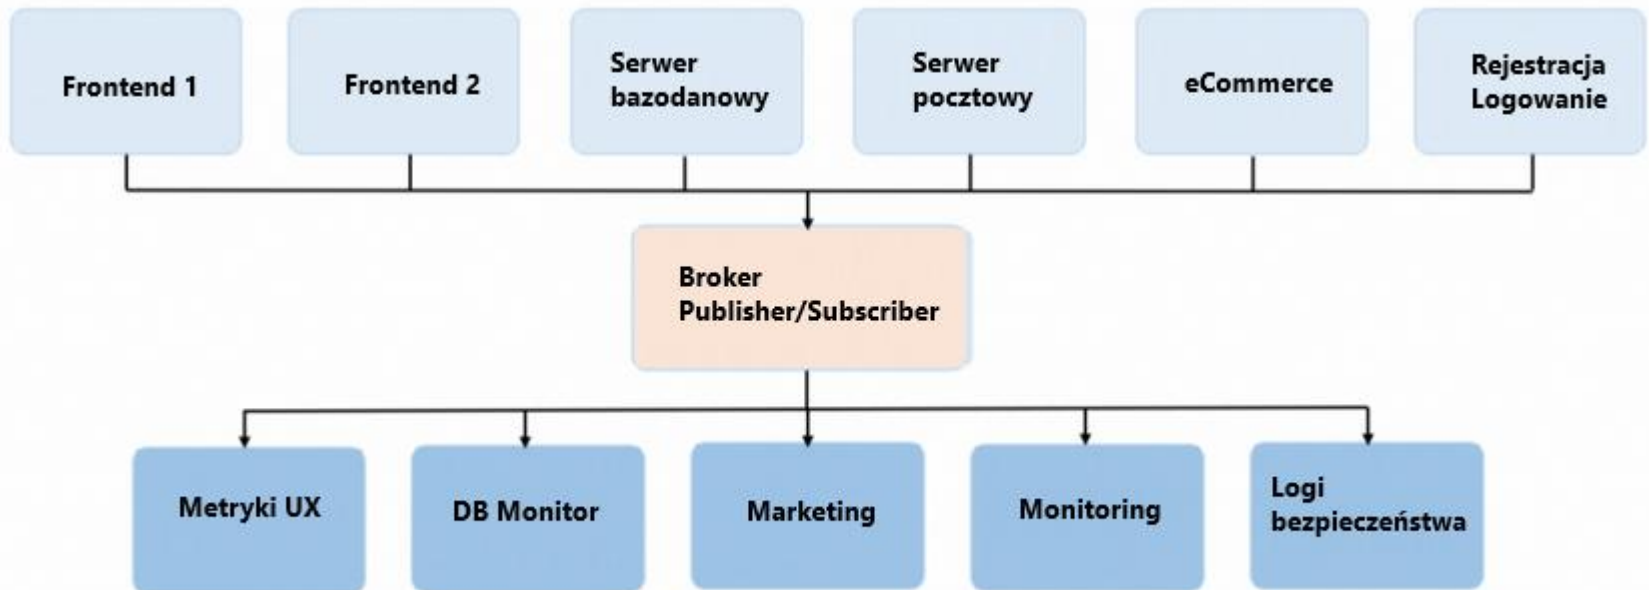 Frontend 1
Frontend 2
Serwer
bazodanowy
Serwer
pocztowy
eCommerce
Rejestracja
Logowanie
Broker
Publisher/Subscriber
Metryki UX
DB Monitor
Marketing
Monitoring
Logi
bezpieczeństwa